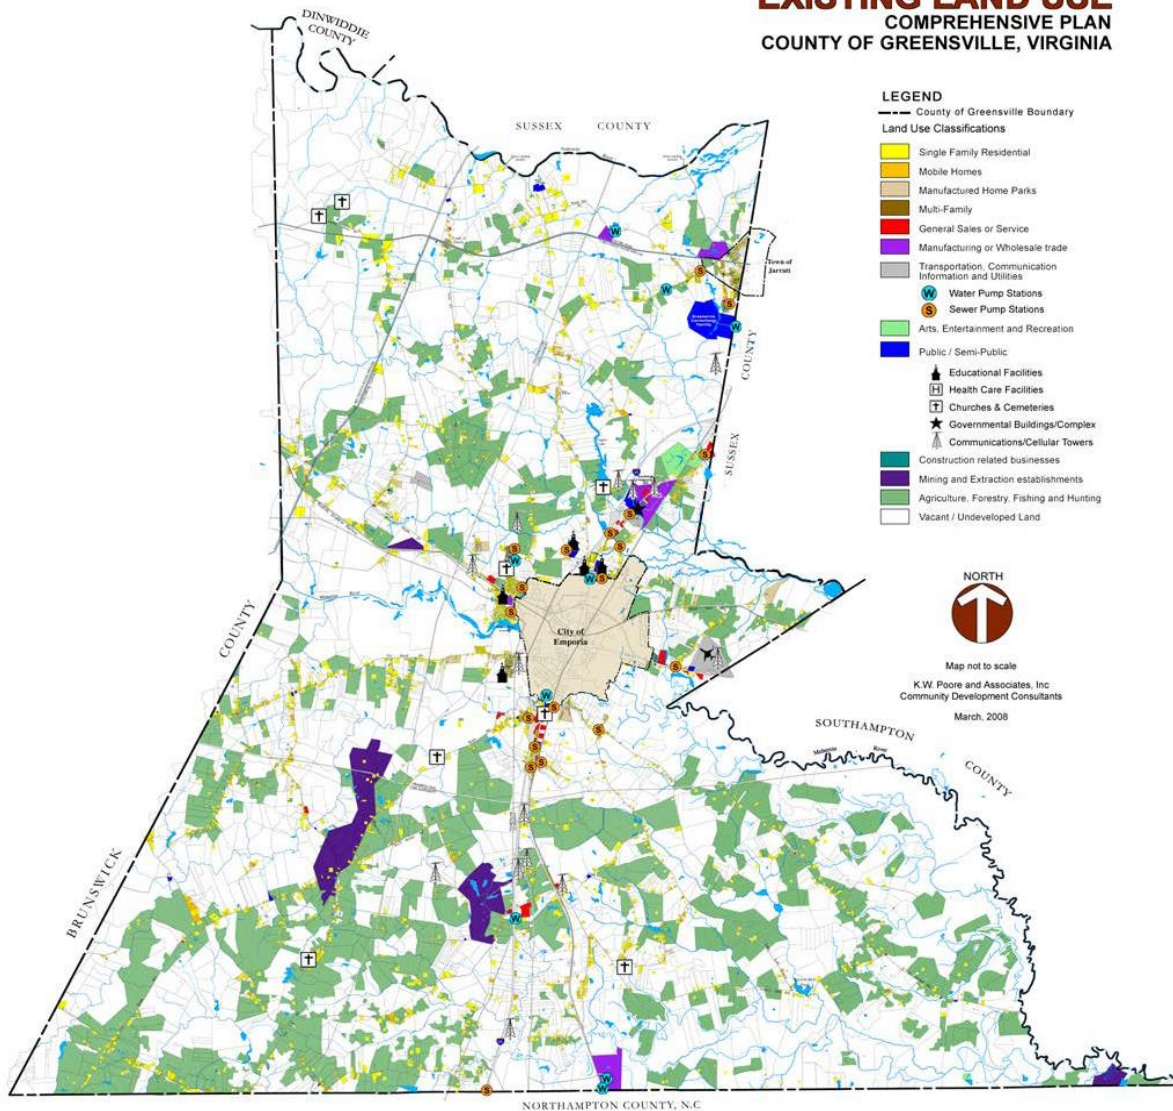 EXISTING LAND USE
COMPREHENSIVE PLAN
COUNTY OF GREENSVILLE, VIRGINIA
DINWIDDIE
COUNTY
SUSSEX COUNTY
LEGEND
County of Greensville Boundary
Land Use Classifications
Single Family Residential
Mobile Homes
Manufactured Home Parks
Multi-Family
General Sales or Service
Manufacturing or Wholesale trade
Transportation, Communication
Information and Utilities
W Water Pump Stations
S Sewer Pump Stations
Arts, Entertainment and Recreation
Public / Semi-Public
Educational Facilities
H Health Care Facilities
Churches & Cemeteries
Governmental Buildings/Complex
Communications/Cellular Towers
Construction related businesses
Mining and Extraction establishments
Agriculture, Forestry, Fishing and Hunting
Vacant / Undeveloped Land
Town of
Jarratt
SUSSEX COUNTY
NORTH
Map not to scale
K.W. Poore and Associates, Inc
Community Development Consultants
March, 2008
City of
Emporia
BRUNSWICK COUNTY
SOUTHAMPTON
COUNTY
Meherrin River
NORTHAMPTON COUNTY, N.C